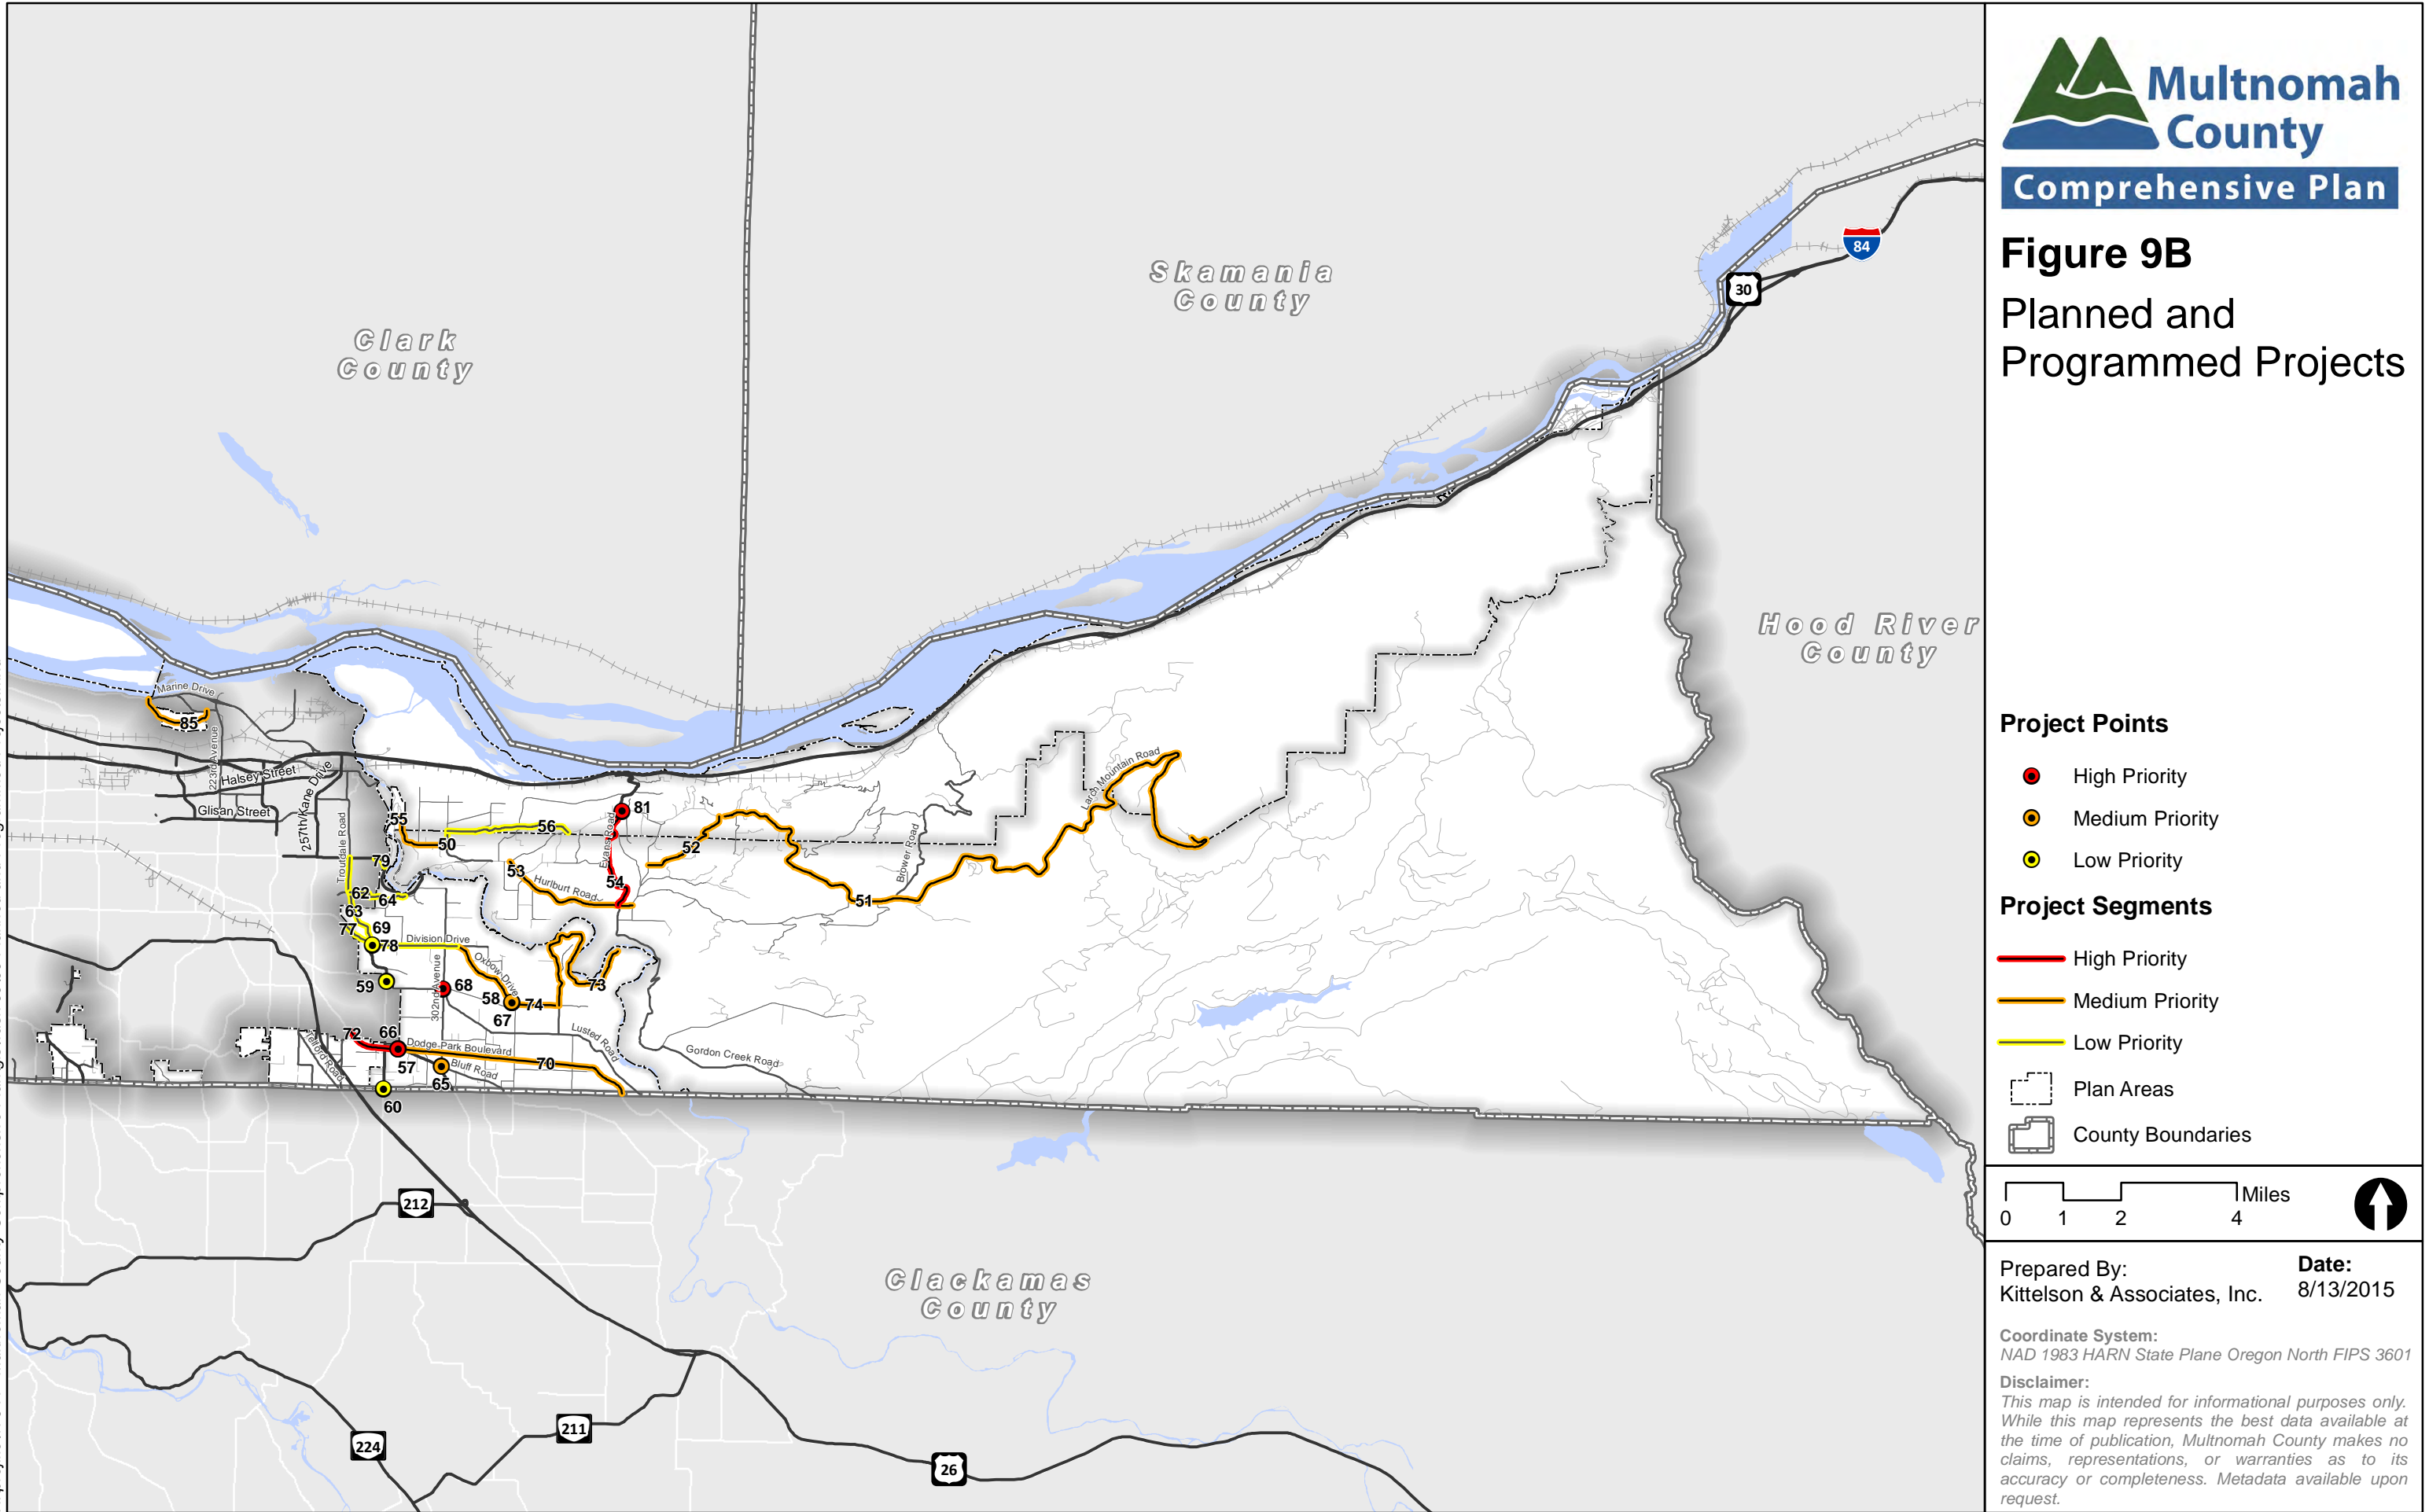 Multnomah
County
Comprehensive Plan
Figure 9B
Planned and
Programmed Projects
Project Points
High Priority
Medium Priority
Low Priority
Project Segments
High Priority
Medium Priority
Low Priority
Plan Areas
County Boundaries
Miles
0 1 2 4
Prepared By:
Kittelson & Associates, Inc.
Date:
8/13/2015
Coordinate System:
NAD 1983 HARN State Plane Oregon North FIPS 3601
Disclaimer:
This map is intended for informational purposes only.
While this map represents the best data available at
the time of publication, Multnomah County makes no
claims, representations, or warranties as to its
accuracy or completeness. Metadata available upon
request.
Clark
County
Skamania
County
Hood River
County
Clackamas
County
84
30
212
211
224
26
Marine Drive
85
223rd Avenue
Halsey Street
Glisan Street
257th/Kane Drive
Troutdale Road
55
50
56
81
Evans Road
52
53
54
Hurlburt Road
51
Brower Road
Larch Mountain Road
79
62
64
63
69
77
78
Division Drive
Oxbow Drive
59
302nd Avenue
68
58
74
67
73
72
66
57
Dodge Park Boulevard
70
Lusted Road
Bluff Road
65
60
Telford Road
Gordon Creek Road